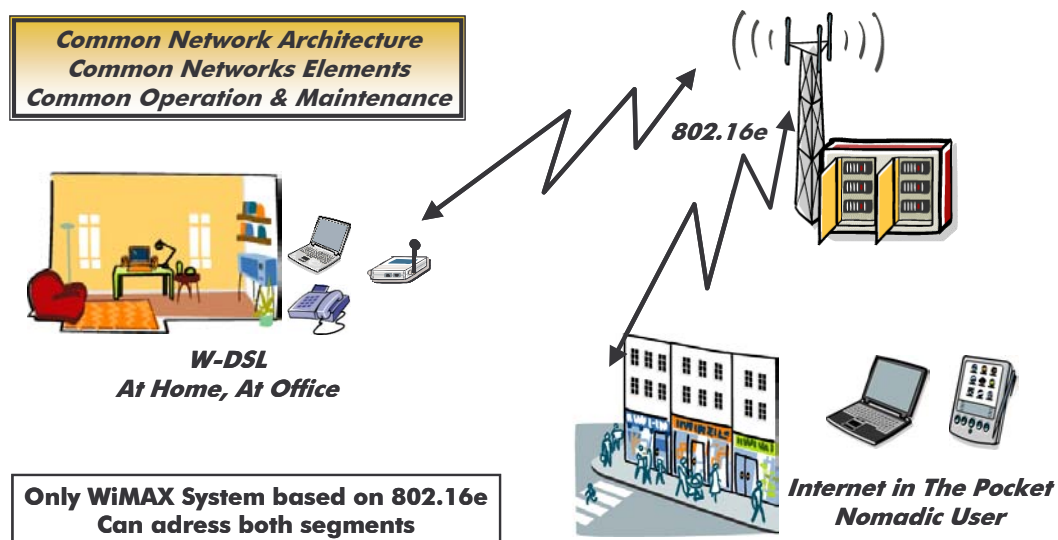 Common Network Architecture
Common Networks Elements
Common Operation & Maintenance
802.16e
W-DSL
At Home, At Office
Internet in The Pocket
Nomadic User
Only WiMAX System based on 802.16e
Can adress both segments